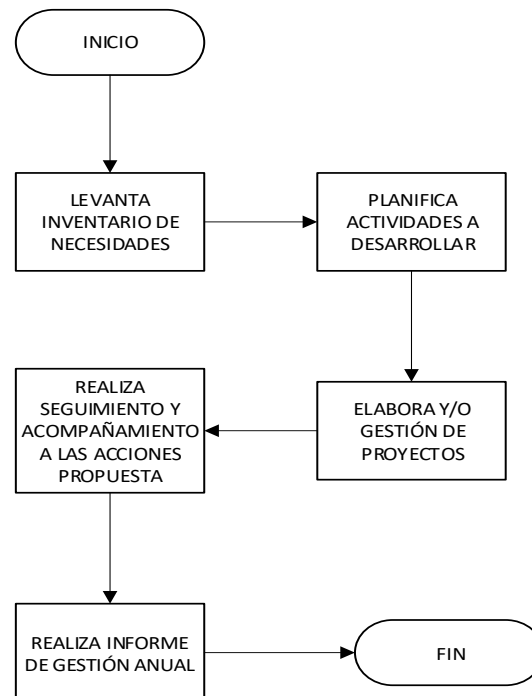 INICIO
LEVANTA
INVENTARIO DE
NECESIDADES
PLANIFICA
ACTIVIDADES A
DESARROLLAR
ELABORA Y/O
GESTIÓN DE
PROYECTOS
REALIZA
SEGUIMIENTO Y
ACOMPAÑAMIENTO
A LAS ACCIONES
PROPUESTA
REALIZA INFORME
DE GESTIÓN ANUAL
FIN